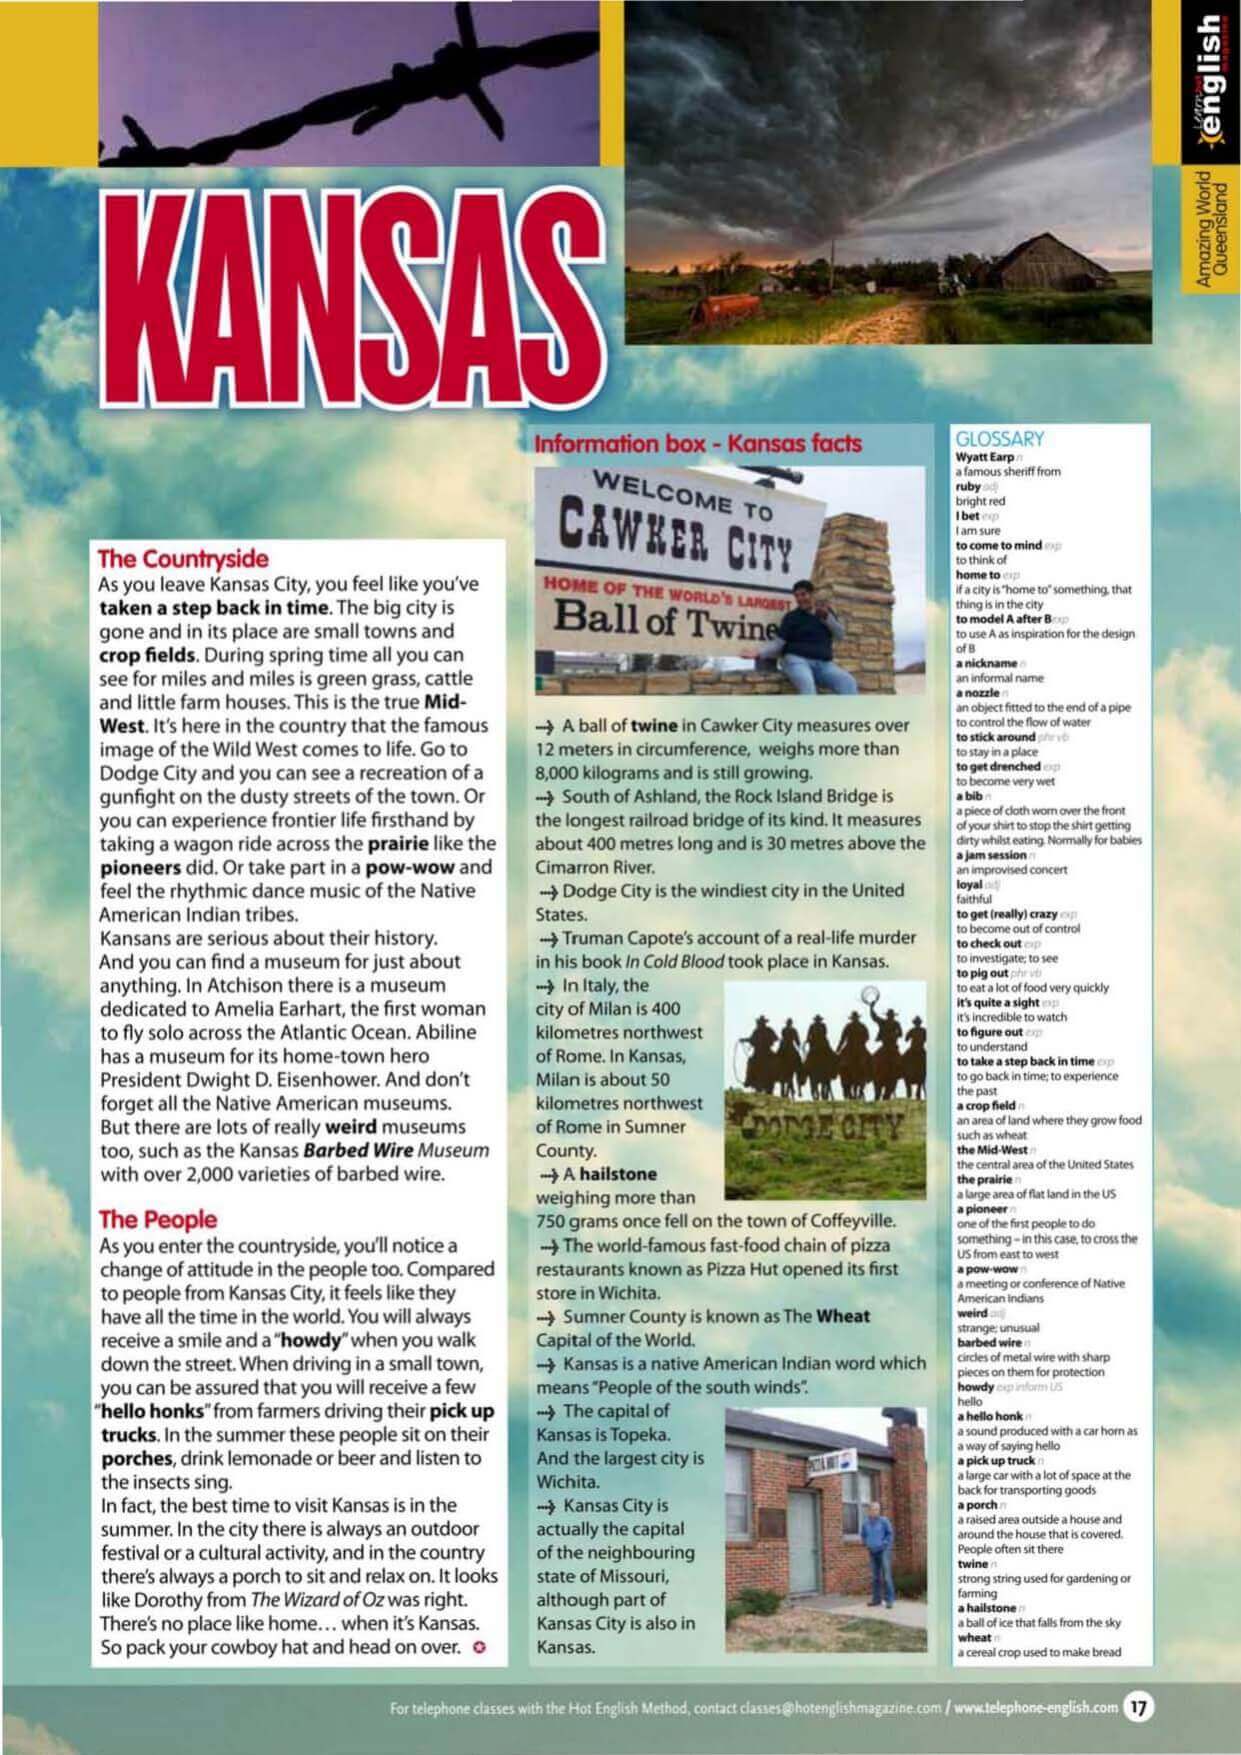 Learn hot
english
magazine
Amazing World
Queensland
KANSAS
The Countryside
As you leave Kansas City, you feel like you've
taken a step back in time. The big city is
gone and in its place are small towns and
crop fields. During spring time all you can
see for miles and miles is green grass, cattle
and little farm houses. This is the true Mid-
West. It's here in the country that the famous
image of the Wild West comes to life. Go to
Dodge City and you can see a recreation of a
gunfight on the dusty streets of the town. Or
you can experience frontier life firsthand by
taking a wagon ride across the prairie like the
pioneers did. Or take part in a pow-wow and
feel the rhythmic dance music of the Native
American Indian tribes.
Kansans are serious about their history.
And you can find a museum for just about
anything. In Atchison there is a museum
dedicated to Amelia Earhart, the first woman
to fly solo across the Atlantic Ocean. Abiline
has a museum for its home-town hero
President Dwight D. Eisenhower. And don't
forget all the Native American museums.
But there are lots of really weird museums
too, such as the Kansas Barbed Wire Museum
with over 2,000 varieties of barbed wire.
The People
As you enter the countryside, you'll notice a
change of attitude in the people too. Compared
to people from Kansas City, it feels like they
have all the time in the world. You will always
receive a smile and a "howdy" when you walk
down the street. When driving in a small town,
you can be assured that you will receive a few
"hello honks" from farmers driving their pick up
trucks. In the summer these people sit on their
porches, drink lemonade or beer and listen to
the insects sing.
In fact, the best time to visit Kansas is in the
summer. In the city there is always an outdoor
festival or a cultural activity, and in the country
there's always a porch to sit and relax on. It looks
like Dorothy from The Wizard of Oz was right.
There's no place like home… when it's Kansas.
So pack your cowboy hat and head on over.
Information box - Kansas facts
WELCOME TO
CAWKER CITY
HOME OF THE WORLD'S LARGEST
Ball of Twine
A ball of twine in Cawker City measures over
12 meters in circumference, weighs more than
8,000 kilograms and is still growing.
South of Ashland, the Rock Island Bridge is
the longest railroad bridge of its kind. It measures
about 400 metres long and is 30 metres above the
Cimarron River.
Dodge City is the windiest city in the United
States.
Truman Capote's account of a real-life murder
in his book In Cold Blood took place in Kansas.
In Italy, the
city of Milan is 400
kilometres northwest
of Rome. In Kansas,
Milan is about 50
kilometres northwest
of Rome in Sumner
County.
DODGE CITY
A hailstone
weighing more than
750 grams once fell on the town of Coffeyville.
The world-famous fast-food chain of pizza
restaurants known as Pizza Hut opened its first
store in Wichita.
Sumner County is known as The Wheat
Capital of the World.
Kansas is a native American Indian word which
means "People of the south winds".
The capital of
Kansas is Topeka.
And the largest city is
Wichita.
PIZZA HUT
Kansas City is
actually the capital
of the neighbouring
state of Missouri,
although part of
Kansas City is also in
Kansas.
GLOSSARY
Wyatt Earp n
a famous sheriff from
ruby adj
bright red
I bet exp
I am sure
to come to mind exp
to think of
home to exp
if a city is "home to" something, that
thing is in the city
to model A after B exp
to use A as inspiration for the design
of B
a nickname n
an informal name
a nozzle n
an object fitted to the end of a pipe
to control the flow of water
to stick around phr vb
to stay in a place
to get drenched exp
to become very wet
a bib n
a piece of cloth worn over the front
of your shirt to stop the shirt getting
dirty whilst eating. Normally for babies
a jam session n
an improvised concert
loyal adj
faithful
to get (really) crazy exp
to become out of control
to check out exp
to investigate; to see
to pig out phr vb
to eat a lot of food very quickly
it's quite a sight exp
it's incredible to watch
to figure out exp
to understand
to take a step back in time exp
to go back in time; to experience
the past
a crop field n
an area of land where they grow food
such as wheat
the Mid-West n
the central area of the United States
the prairie n
a large area of flat land in the US
a pioneer n
one of the first people to do
something – in this case, to cross the
US from east to west
a pow-wow n
a meeting or conference of Native
American Indians
weird adj
strange; unusual
barbed wire n
circles of metal wire with sharp
pieces on them for protection
howdy exp inform US
hello
a hello honk n
a sound produced with a car horn as
a way of saying hello
a pick up truck n
a large car with a lot of space at the
back for transporting goods
a porch n
a raised area outside a house and
around the house that is covered.
People often sit there
twine n
strong string used for gardening or
farming
a hailstone n
a ball of ice that falls from the sky
wheat n
a cereal crop used to make bread
For telephone classes with the Hot English Method, contact classes@hotenglishmagazine.com / www.telephone-english.com 17